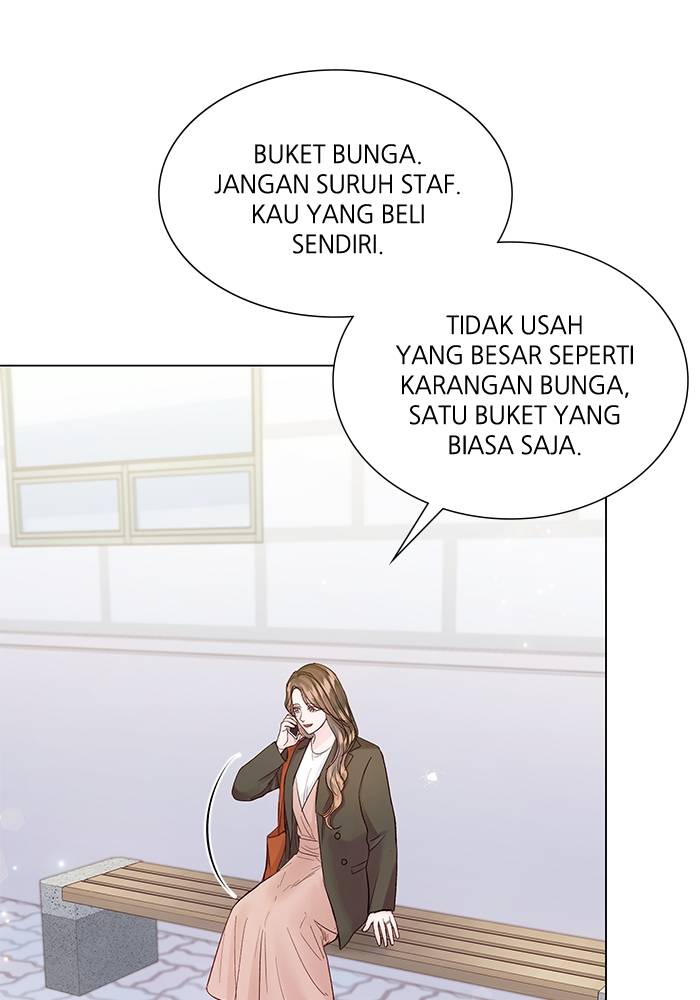 BUKET BUNGA.
JANGAN SURUH STAF.
KAU YANG BELI
SENDIRI.
TIDAK USAH
YANG BESAR SEPERTI
KARANGAN BUNGA,
SATU BUKET YANG
BIASA SAJA.